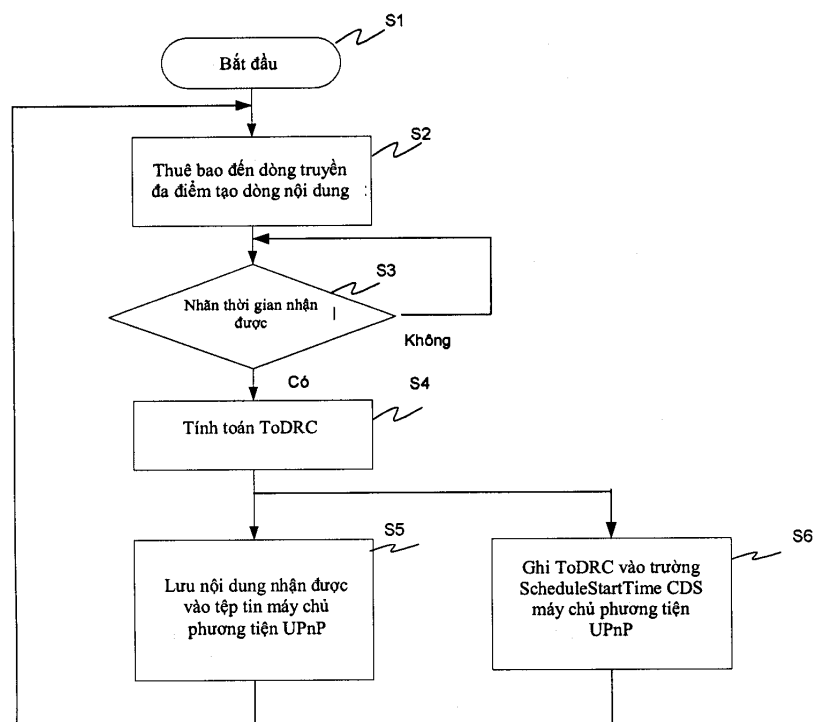 S1
Bắt đầu
S2
Thuê bao đến dòng truyền
đa điểm tạo dòng nội dung :
S3
Nhãn thời gian nhận
được
Không
Có
S4
Tính toán ToDRC
S5
Lưu nội dung nhận được
vào tệp tin máy chủ
phương tiện UPnP
S6
Ghi ToDRC vào trường
ScheduleStartTime CDS
máy chủ phương tiện
UPnP